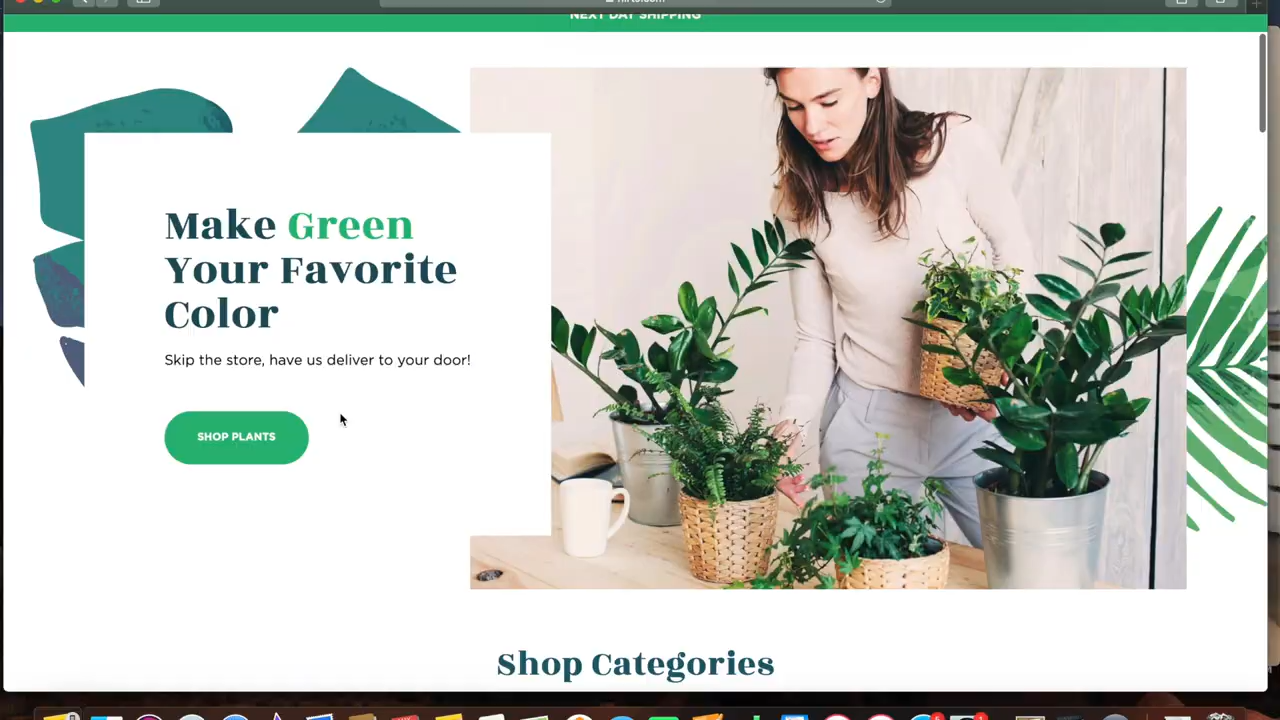 NEXT DAY SHIPPING
Make Green
Your Favorite
Color
Skip the store, have us deliver to your door!
SHOP PLANTS
Shop Categories